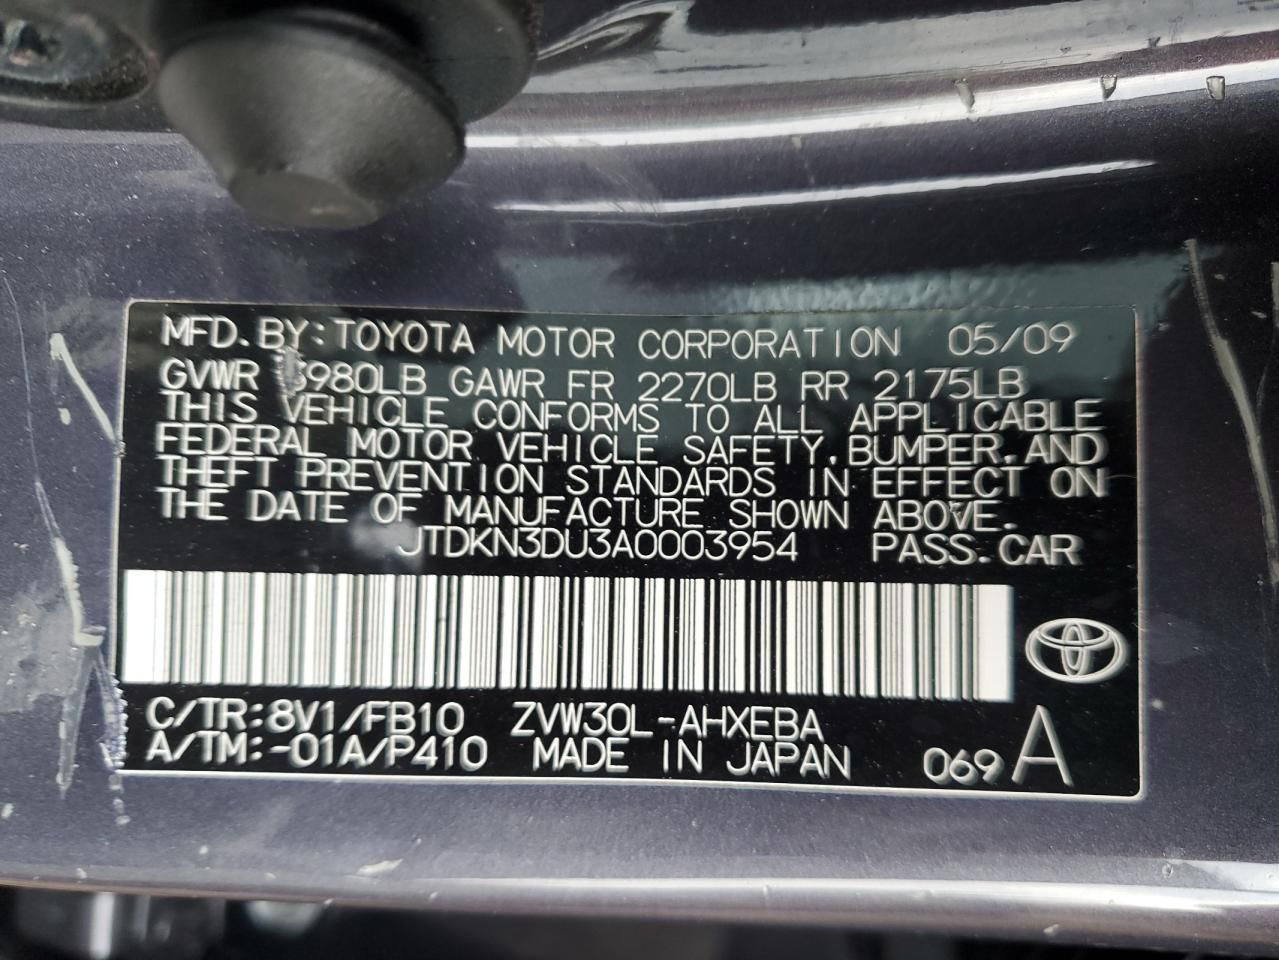 MFD. BY: TOYOTA MOTOR CORPORATION 05/09
GVWR 3980LB GAWR FR 2270LB RR 2175LB
THIS VEHICLE CONFORMS TO ALL APPLICABLE
FEDERAL MOTOR VEHICLE SAFETY, BUMPER, AND
THEFT PREVENTION STANDARDS IN EFFECT ON
THE DATE OF MANUFACTURE SHOWN ABOVE.
JTDKN3DU3A0003954 PASS. CAR
C/TR: 8V1/FB10 ZVW30L-AHXEBA
A/TM: -01A/P410 MADE IN JAPAN 069 A